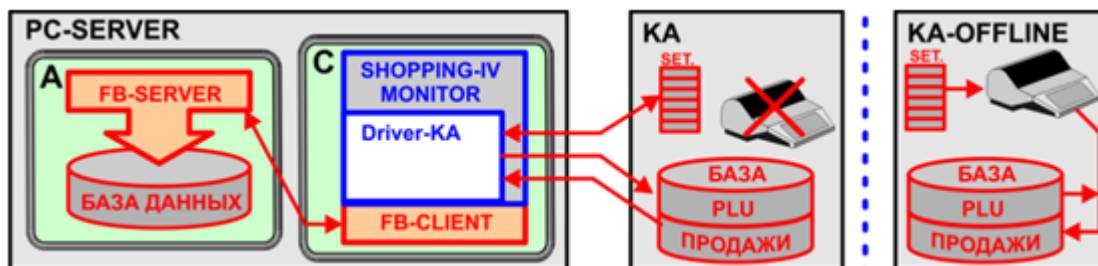 PC-SERVER
A
FB-SERVER
БАЗА ДАННЫХ
C
SHOPPING-IV
MONITOR
Driver-KA
FB-CLIENT
KA
SET.
БАЗА
PLU
ПРОДАЖИ
KA-OFFLINE
SET.
БАЗА
PLU
ПРОДАЖИ